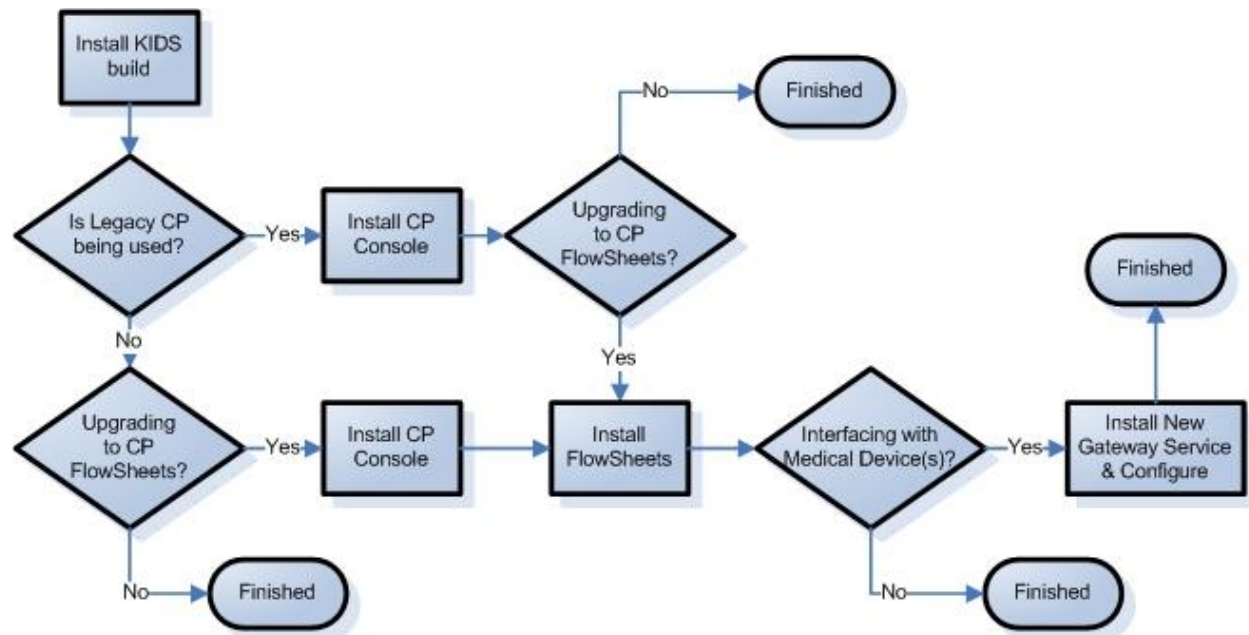 Install KIDS
build
No
Finished
Is Legacy CP
being used?
Yes
Install CP
Console
Upgrading
to CP
FlowSheets?
Finished
No
Yes
Upgrading
to CP
FlowSheets?
Yes
Install CP
Console
Install
FlowSheets
Interfacing with
Medical Device(s)?
Yes
Install New
Gateway Service
& Configure
No
Finished
No
Finished